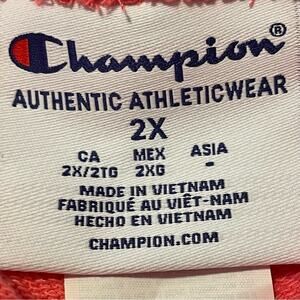 Champion®
AUTHENTIC ATHLETICWEAR
2X
CA MEX ASIA
2X/2TG 2XG -
MADE IN VIETNAM
FABRIQUÉ AU VIÊT-NAM
HECHO EN VIETNAM
CHAMPION.COM